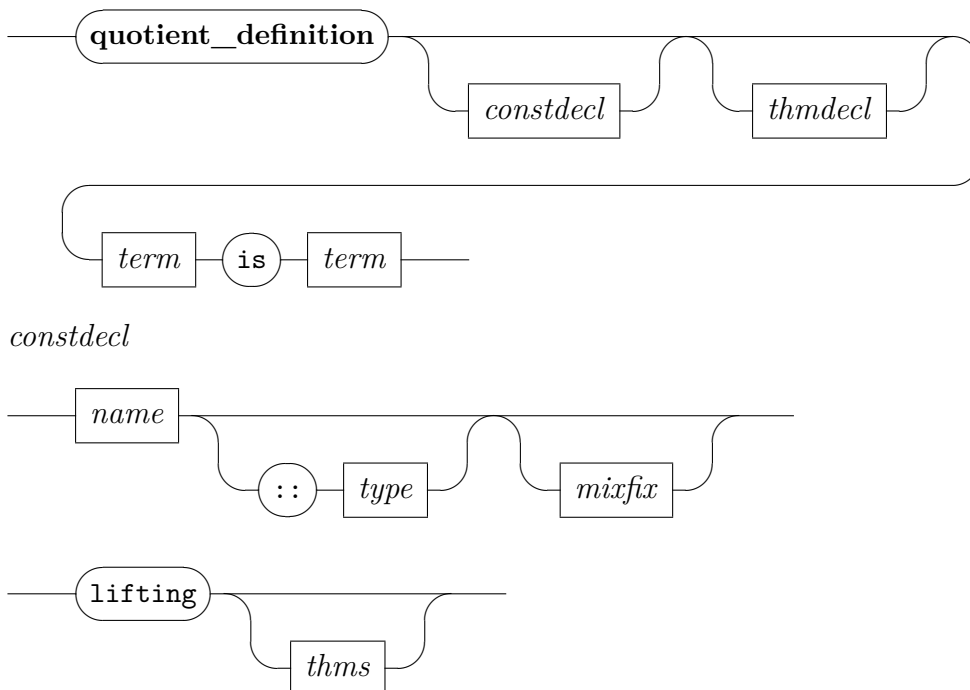 quotient_definition
constdecl thmdecl
term is term
constdecl
name
:: type mixfix
lifting
thms